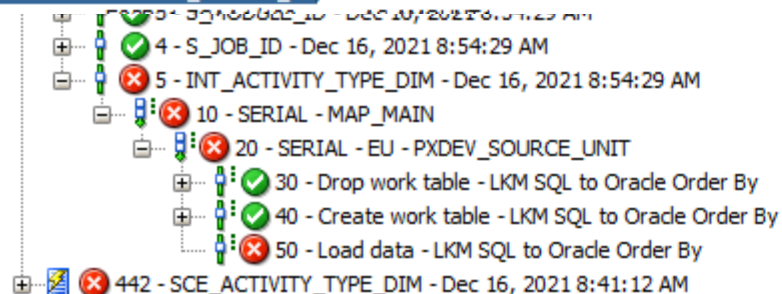 4 - S_JOB_ID - Dec 16, 2021 8:54:29 AM
5 - INT_ACTIVITY_TYPE_DIM - Dec 16, 2021 8:54:29 AM
10 - SERIAL - MAP_MAIN
20 - SERIAL - EU - PXDEV_SOURCE_UNIT
30 - Drop work table - LKM SQL to Oracle Order By
40 - Create work table - LKM SQL to Oracle Order By
50 - Load data - LKM SQL to Oracle Order By
442 - SCE_ACTIVITY_TYPE_DIM - Dec 16, 2021 8:41:12 AM